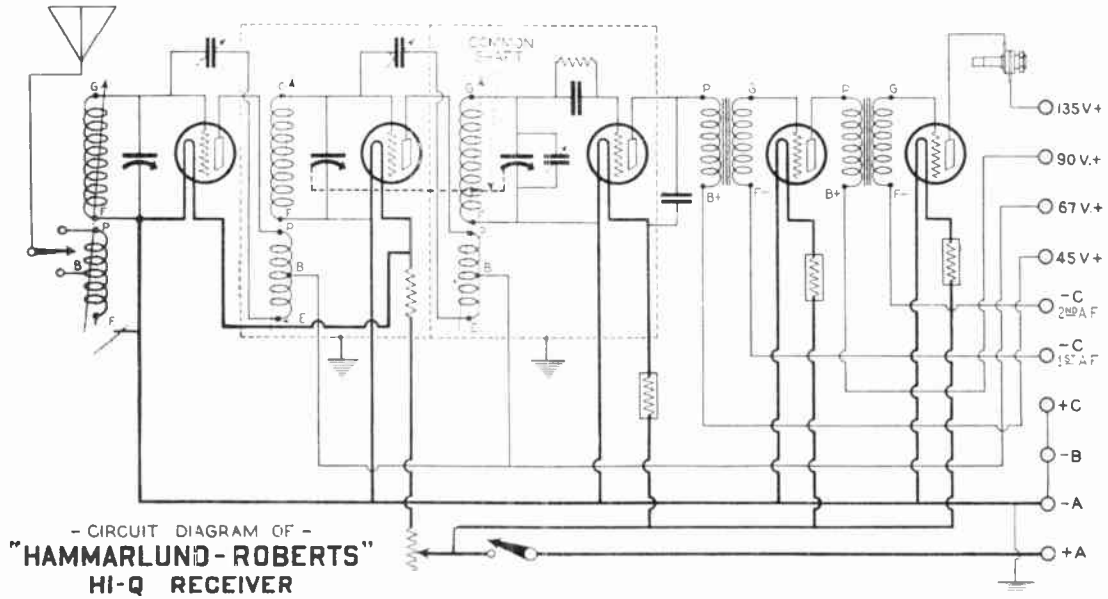 COMMON
SHAFT
G
C
G
P
G
P
G
135V+
90 V.+
67 V.+
45 V+
-C
2ND A F
-C
1ST A F
+C
-B
-A
+A
F
P
B
F
F
P
B
E
P
B
E
B+
F-
B+
F-
- CIRCUIT DIAGRAM OF -
"HAMMARLUND-ROBERTS"
HI-Q RECEIVER